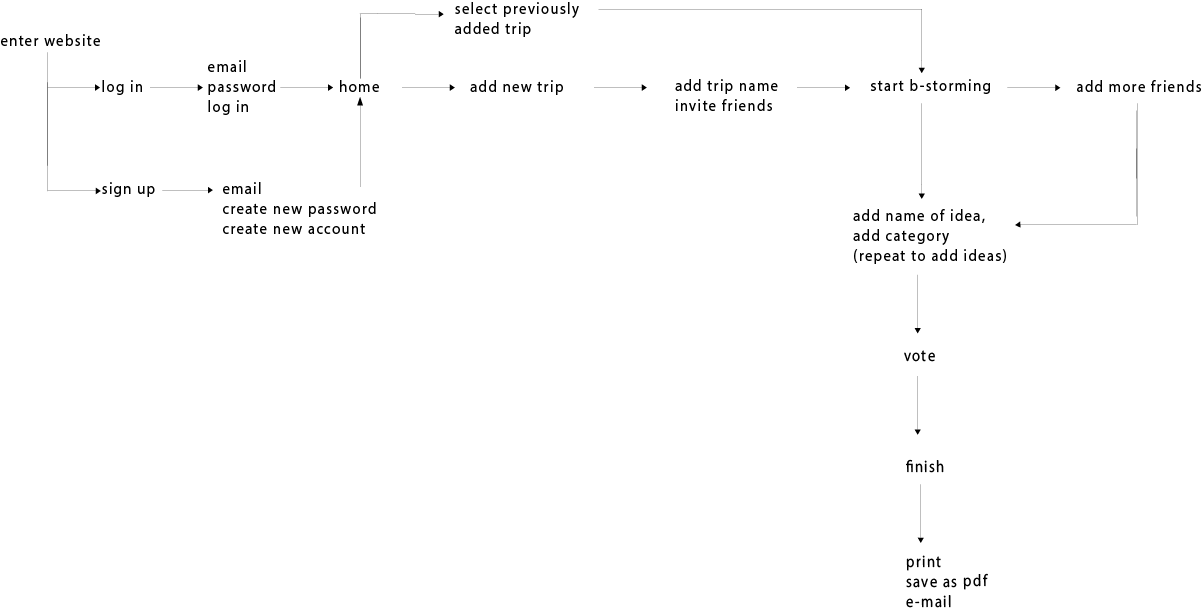 select previously
added trip
enter website
log in
email
password
log in
home
add new trip
add trip name
invite friends
start b-storming
add more friends
sign up
email
create new password
create new account
add name of idea,
add category
(repeat to add ideas)
vote
finish
print
save as pdf
e-mail